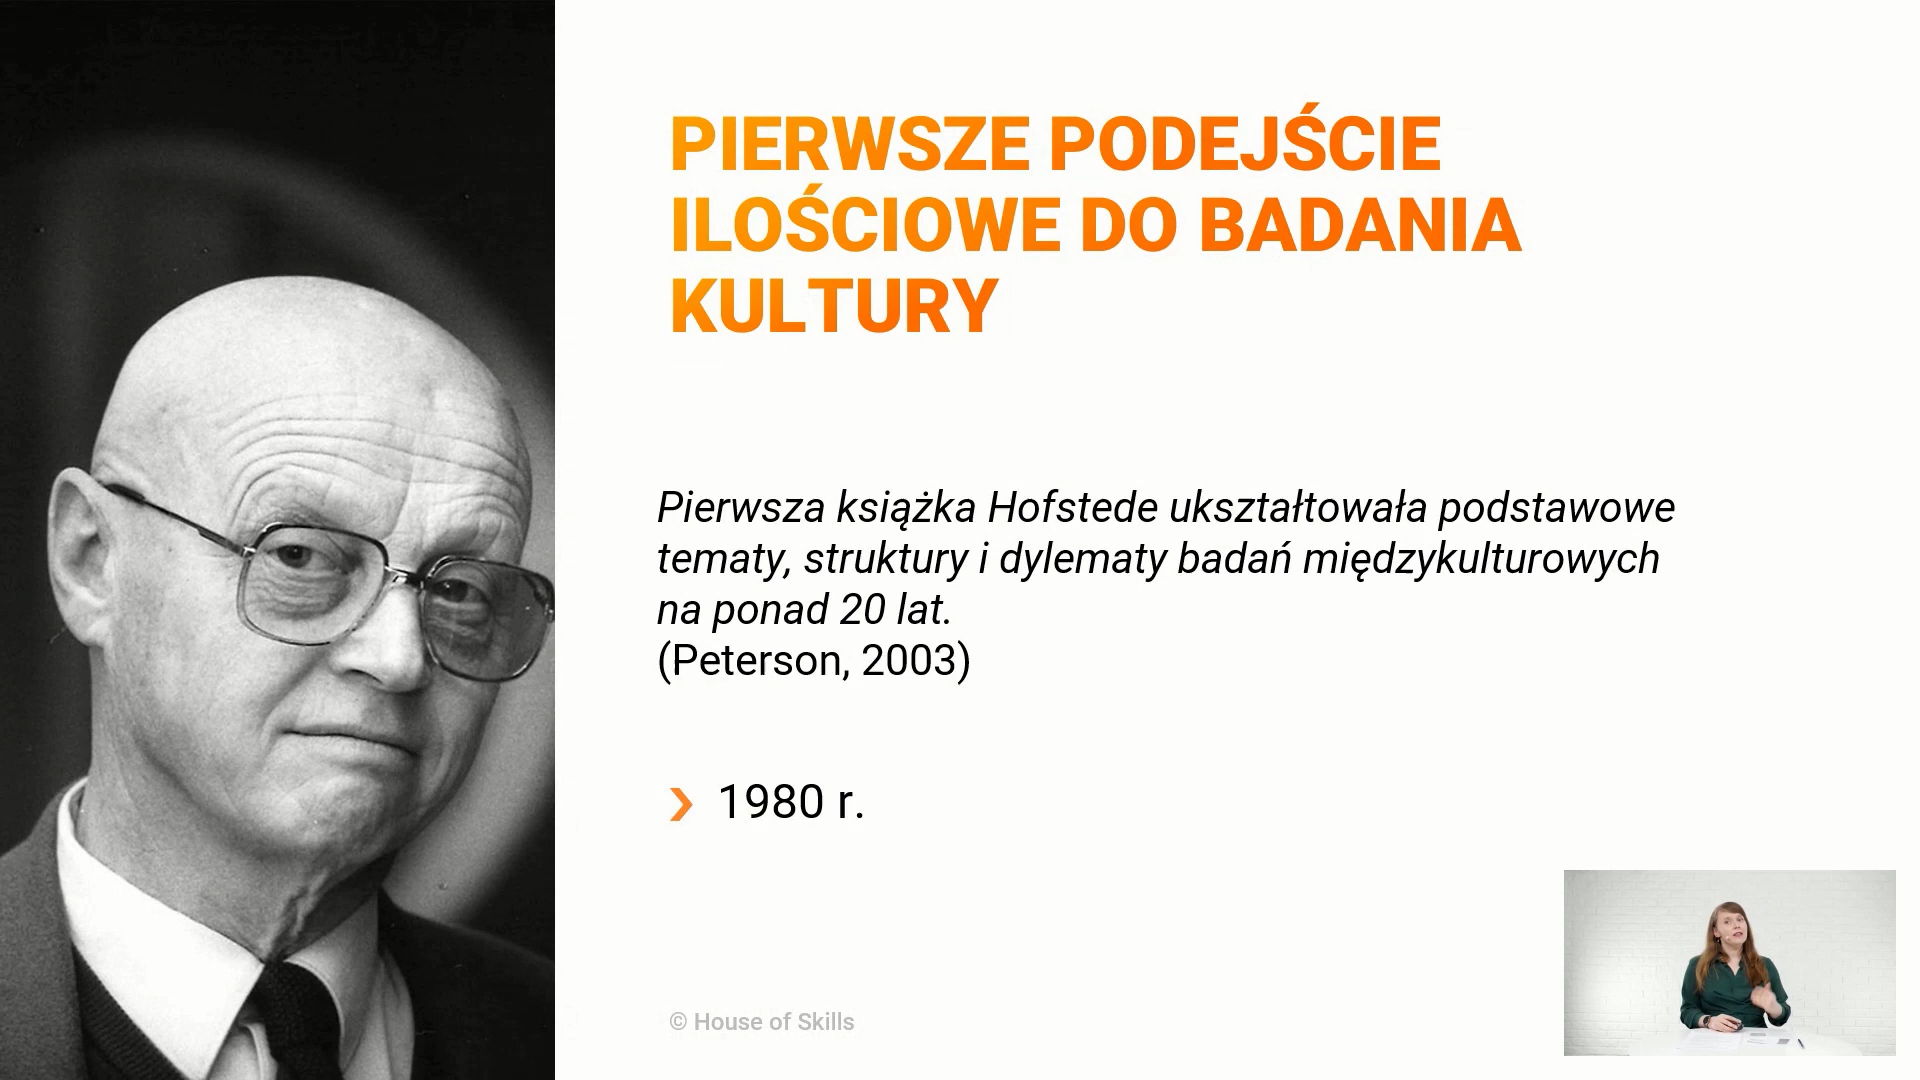 PIERWSZE PODEJŚCIE
ILOŚCIOWE DO BADANIA
KULTURY
Pierwsza książka Hofstede ukształtowała podstawowe
tematy, struktury i dylematy badań międzykulturowych
na ponad 20 lat.
(Peterson, 2003)
1980 r.
© House of Skills